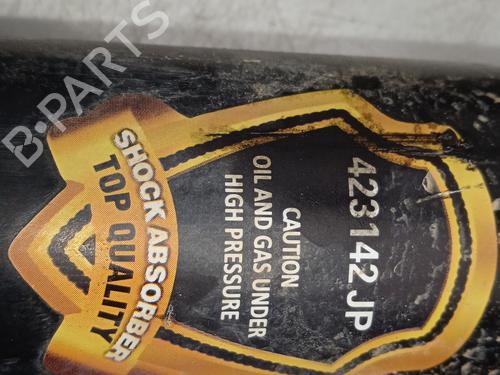 B-PARTS
SHOCK ABSORBER
TOP QUALITY
CAUTION
OIL AND GAS UNDER
HIGH PRESSURE
423142 JP